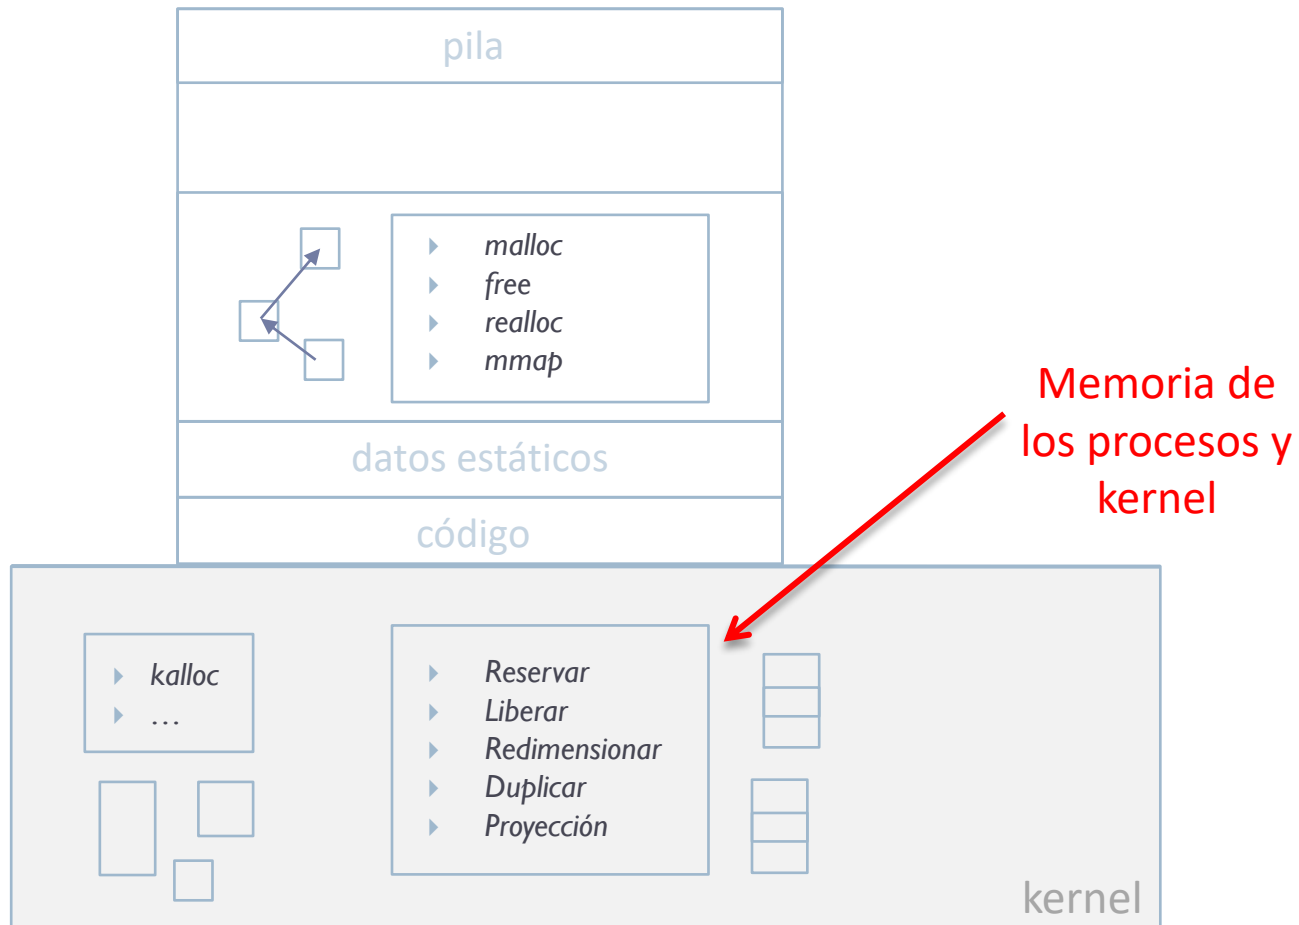 pila
malloc
free
realloc
mmap
datos estáticos
código
Memoria de
los procesos y
kernel
kalloc
…
Reservar
Liberar
Redimensionar
Duplicar
Proyección
kernel